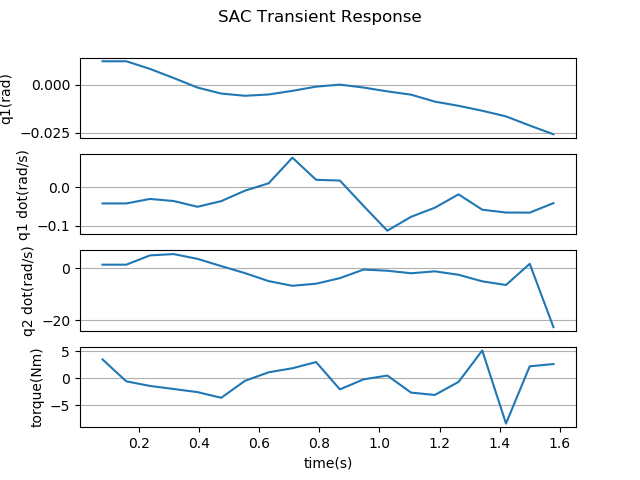 SAC Transient Response
q1(rad)
0.000
−0.025
q1 dot(rad/s)
0.0
−0.1
q2 dot(rad/s)
0
−20
torque(Nm)
5
0
−5
0.2 0.4 0.6 0.8 1.0 1.2 1.4 1.6
time(s)